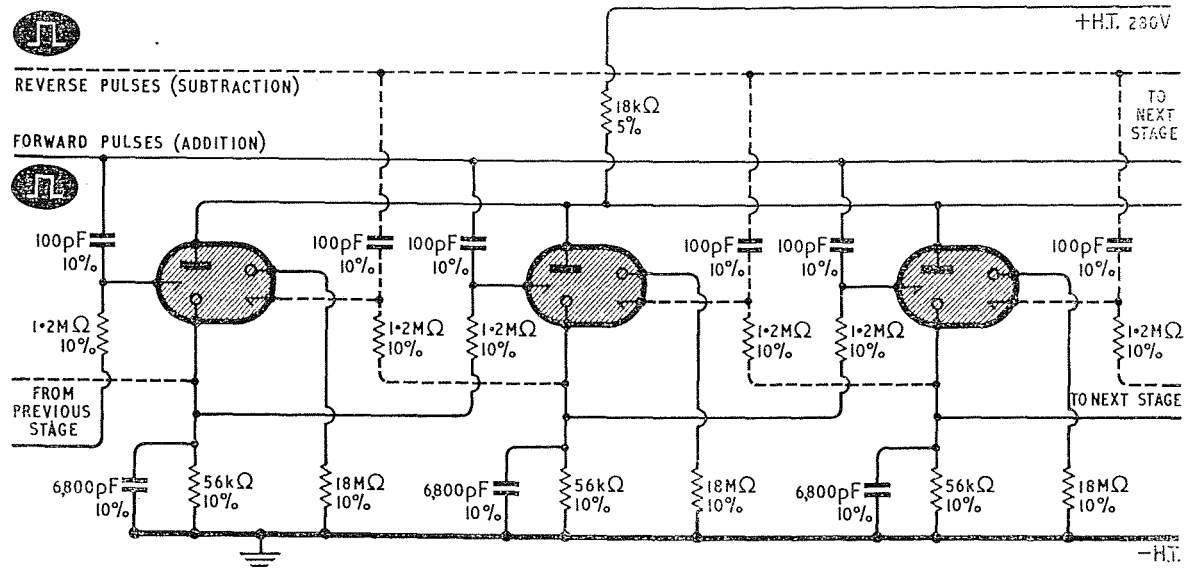 +H.T. 280V
REVERSE PULSES (SUBTRACTION)
18kΩ
5%
TO
NEXT
STAGE
FORWARD PULSES (ADDITION)
100pF
10%
100pF
10%
100pF
10%
100pF
10%
100pF
10%
100pF
10%
1·2MΩ
10%
1·2MΩ
10%
1·2MΩ
10%
1·2MΩ
10%
1·2MΩ
10%
1·2MΩ
10%
FROM
PREVIOUS
STAGE
TO NEXT STAGE
6,800pF
10%
56kΩ
10%
18MΩ
10%
6,800pF
10%
56kΩ
10%
18MΩ
10%
6,800pF
10%
56kΩ
10%
18MΩ
10%
—H.T.